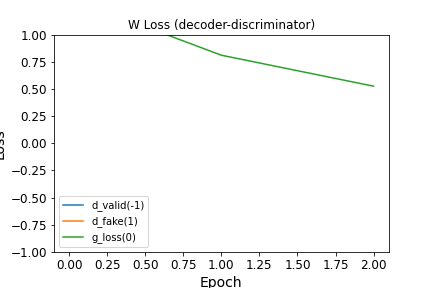 W Loss (decoder-discriminator)
1.00
0.75
0.50
0.25
0.00
−0.25
−0.50
−0.75
−1.00
Loss
d_valid(-1)
d_fake(1)
g_loss(0)
0.00 0.25 0.50 0.75 1.00 1.25 1.50 1.75 2.00
Epoch